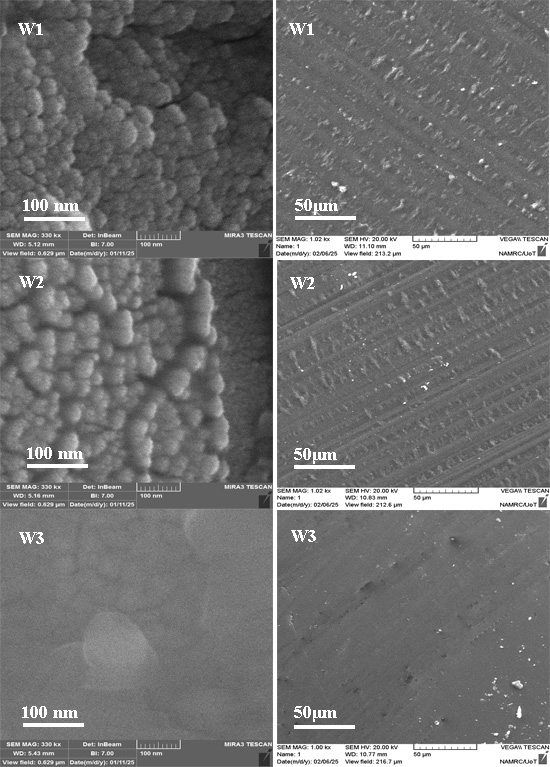 W1
100 nm
SEM MAG: 330 kx
Det: InBeam
MIRA3 TESCAN
WD: 5.12 mm
BI: 7.00
100 nm
View field: 0.629 µm
Date(m/d/y): 01/11/25
W1
50µm
SEM MAG: 1.02 kx
SEM HV: 20.00 kV
VEGA\\ TESCAN
Name: 1
WD: 11.10 mm
50 µm
View field: 213.2 µm
Date(m/d/y): 02/06/25
NAMRC/UoT
W2
100 nm
SEM MAG: 330 kx
Det: InBeam
MIRA3 TESCAN
WD: 5.16 mm
BI: 7.00
100 nm
View field: 0.629 µm
Date(m/d/y): 01/11/25
W2
50µm
SEM MAG: 1.02 kx
SEM HV: 20.00 kV
VEGA\\ TESCAN
Name: 1
WD: 10.83 mm
50 µm
View field: 212.6 µm
Date(m/d/y): 02/06/25
NAMRC/UoT
W3
100 nm
SEM MAG: 330 kx
Det: InBeam
MIRA3 TESCAN
WD: 5.43 mm
BI: 7.00
100 nm
View field: 0.629 µm
Date(m/d/y): 01/11/25
W3
50µm
SEM MAG: 1.00 kx
SEM HV: 20.00 kV
VEGA\\ TESCAN
Name: 1
WD: 10.77 mm
50 µm
View field: 216.7 µm
Date(m/d/y): 02/06/25
NAMRC/UoT